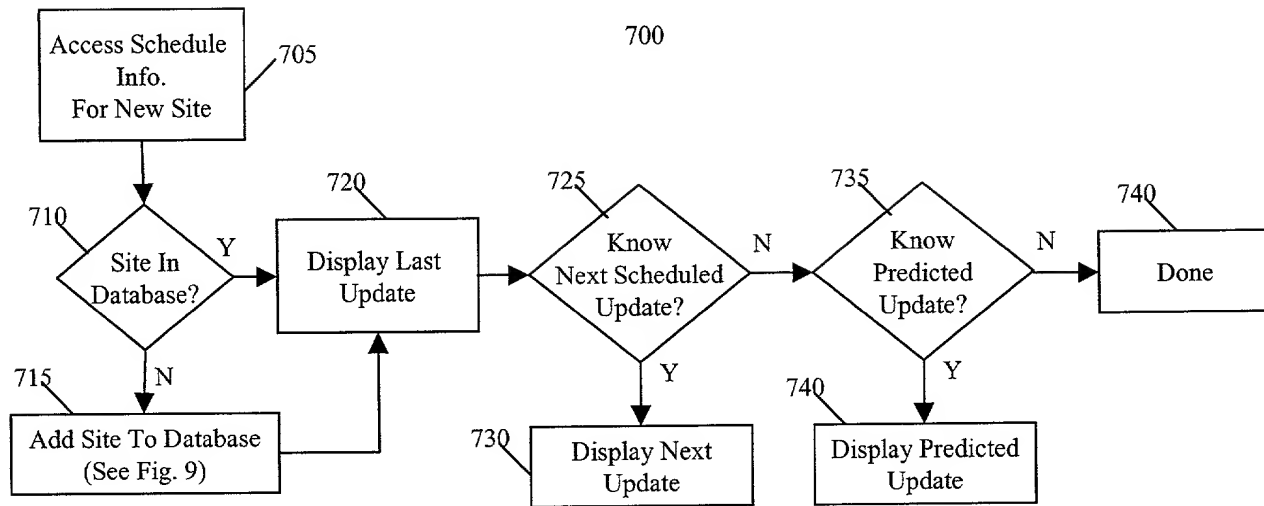 700
Access Schedule
Info.
For New Site
705
710
Site In
Database?
Y
N
715
Add Site To Database
(See Fig. 9)
720
Display Last
Update
725
Know
Next Scheduled
Update?
N
Y
730
Display Next
Update
735
Know
Predicted
Update?
N
Y
740
Display Predicted
Update
740
Done